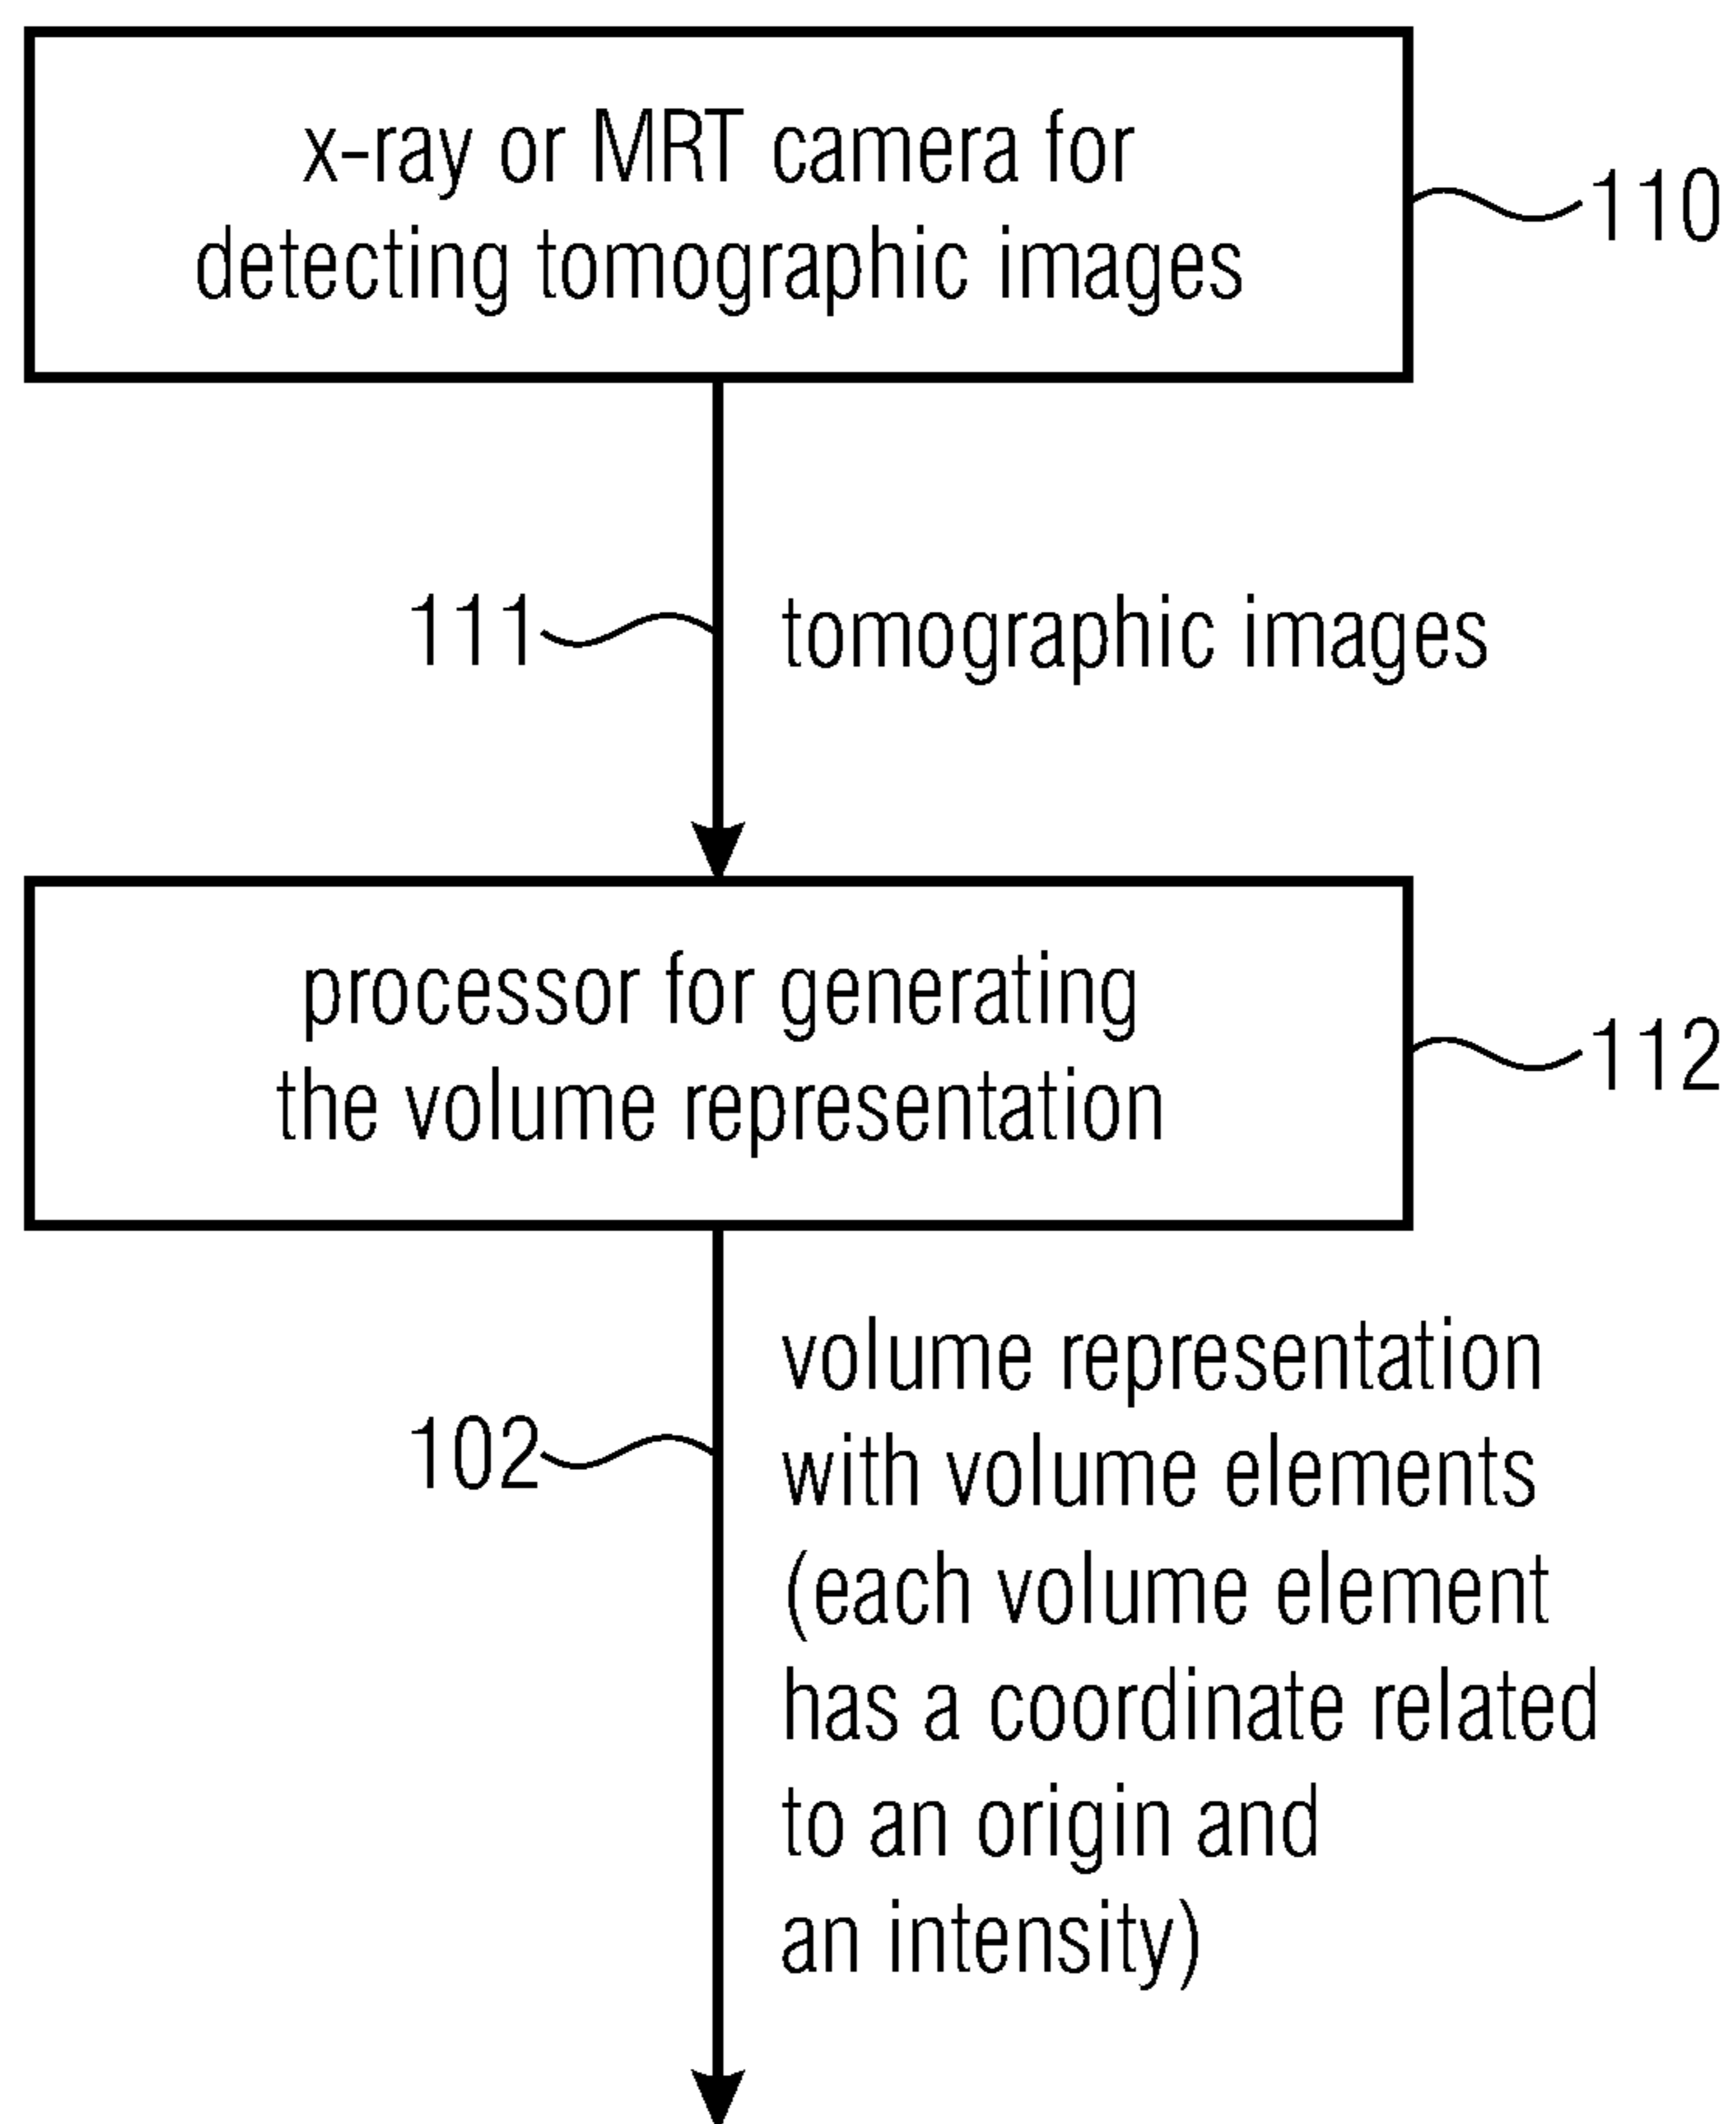 x-ray or MRT camera for
detecting tomographic images
110
111
tomographic images
processor for generating
the volume representation
112
volume representation
102
with volume elements
(each volume element
has a coordinate related
to an origin and
an intensity)